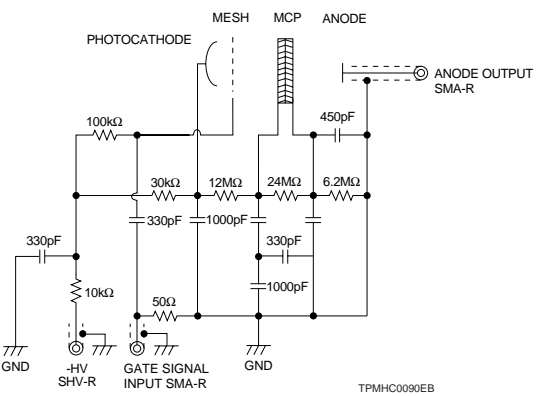 MESH MCP ANODE
PHOTOCATHODE
ANODE OUTPUT
SMA-R
450pF
100kΩ
30kΩ 12MΩ 24MΩ 6.2MΩ
330pF 1000pF
330pF 330pF
10kΩ 1000pF
50Ω
GND -HV
SHV-R
GATE SIGNAL
INPUT SMA-R
GND
TPMHC0090EB